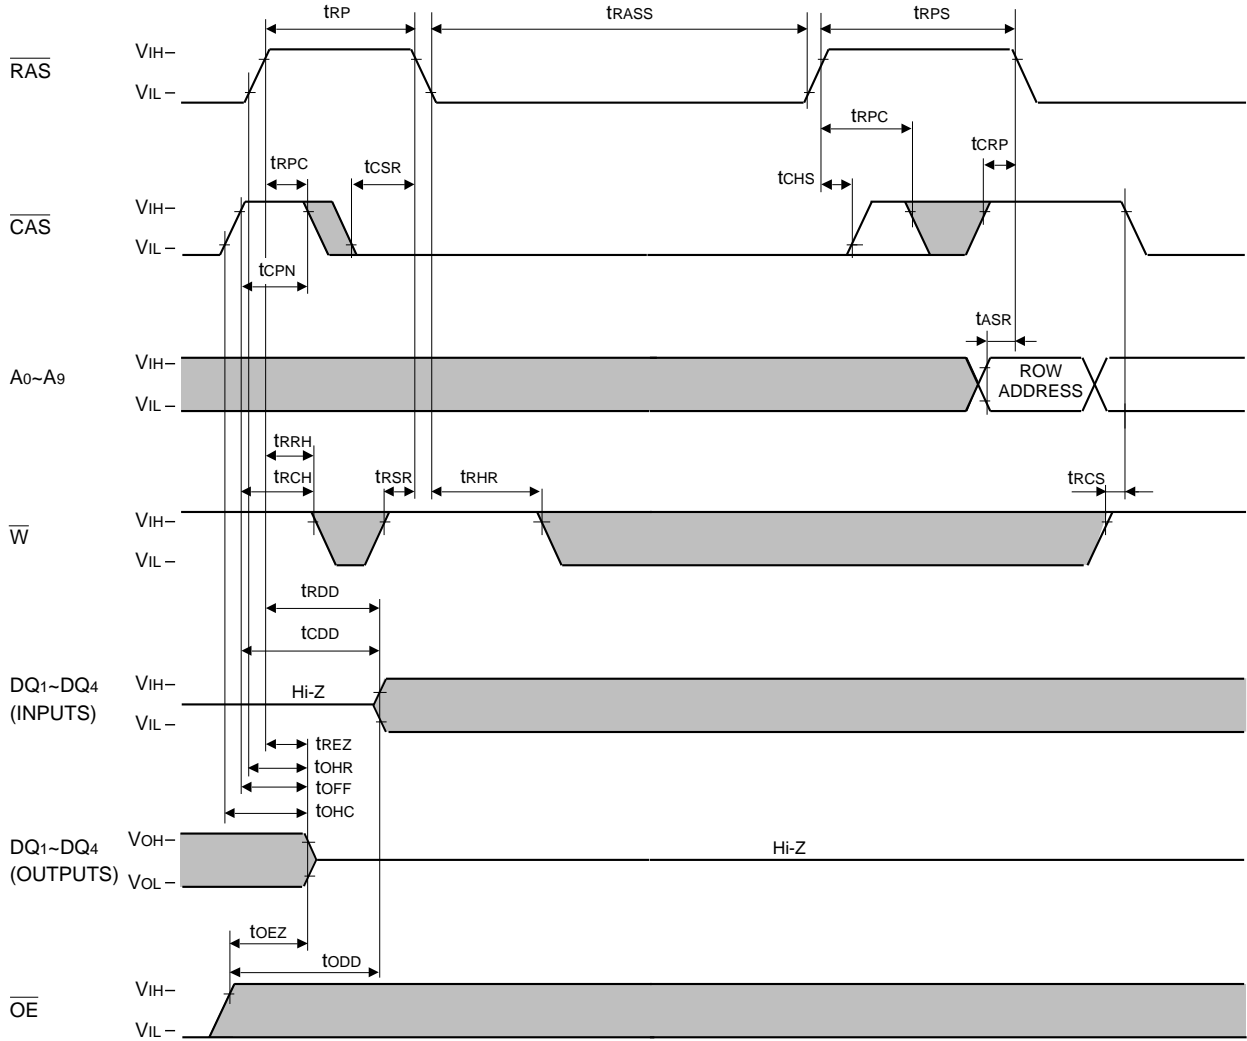 tRP tRASS tRPS
VIH–
RAS
VIL –
tRPC
tCRP
tRPC tCSR
tCHS
VIH–
CAS
VIL –
tCPN
tASR
VIH–
A0~A9
ROW
ADDRESS
VIL –
tRRH
tRCH tRSR tRHR tRCS
VIH–
W
VIL –
tRDD
tCDD
DQ1~DQ4 VIH–
Hi-Z
(INPUTS) VIL –
tREZ
tOHR
tOFF
tOHC
VOH–
DQ1~DQ4 Hi-Z
(OUTPUTS) VOL –
tOEZ
tODD
VIH–
OE
VIL –